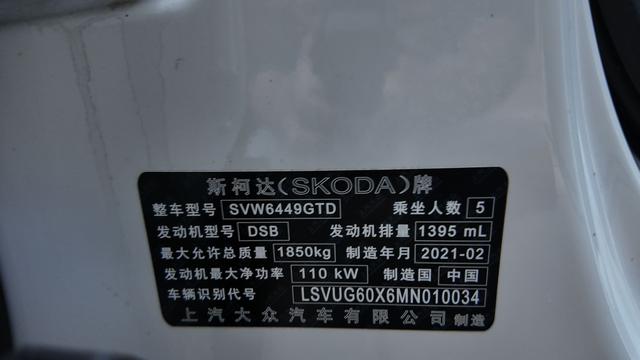 斯柯达(SKODA)牌
整车型号 SVW6449GTD 乘坐人数 5
发动机型号 DSB 发动机排量 1395 mL
最大允许总质量 1850kg 制造年月 2021-02
发动机最大净功率 110 kW 制造国 中国
车辆识别代号 LSVUG60X6MN010034
上汽大众汽车有限公司 制造